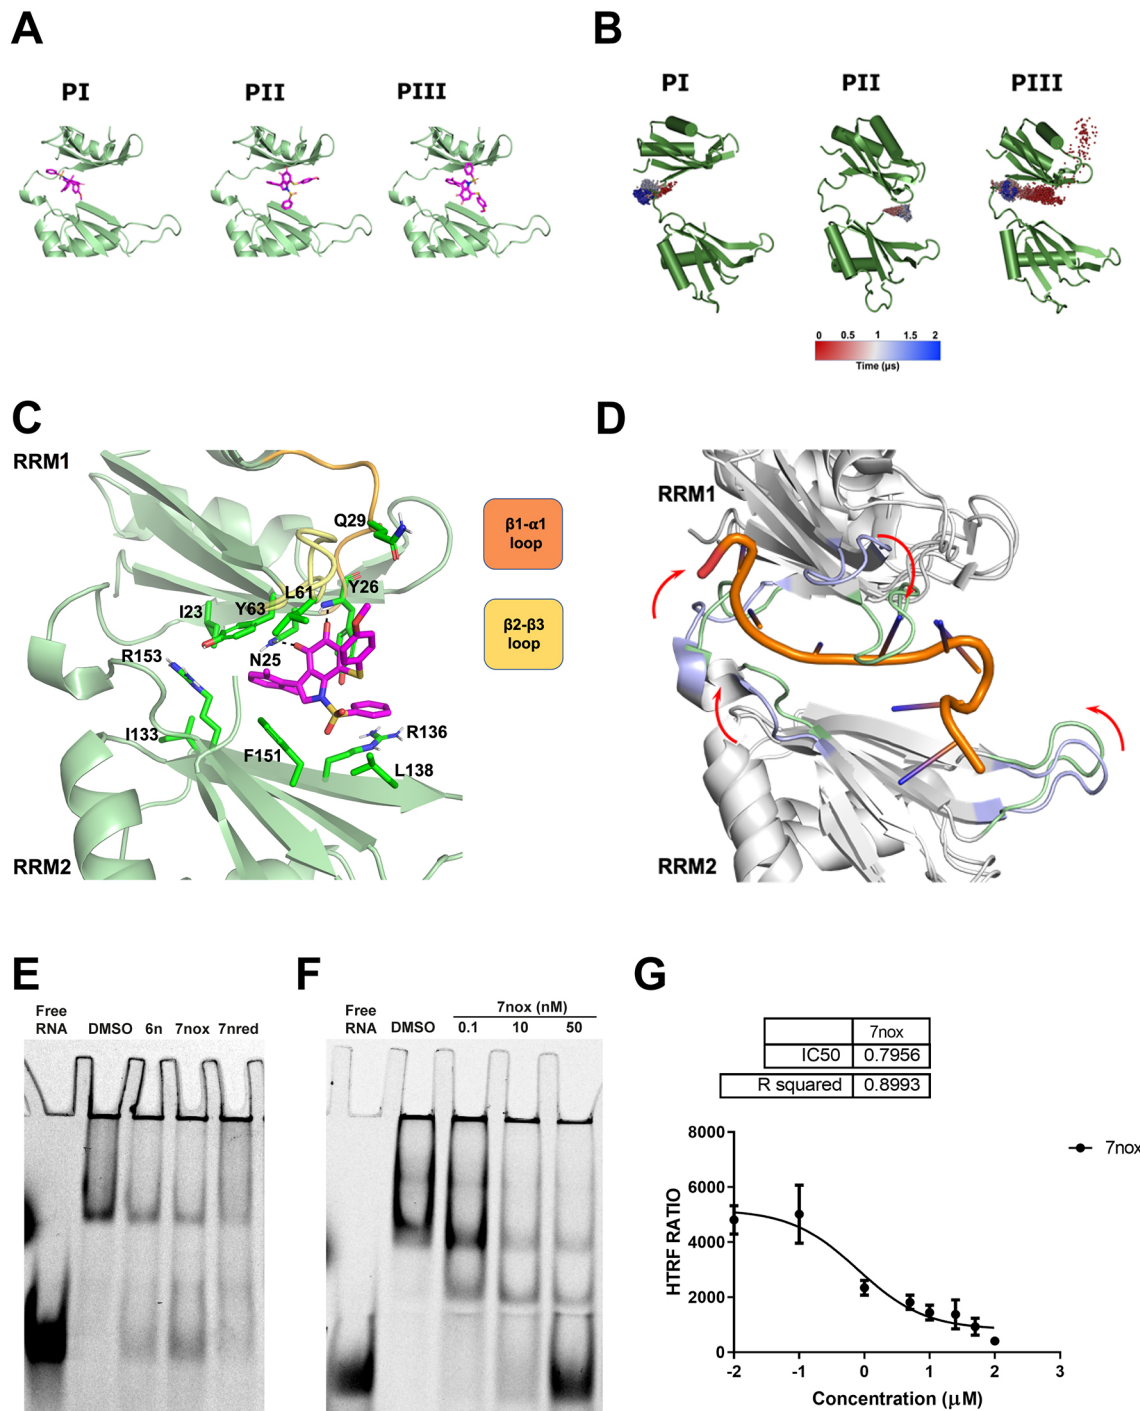 A
B
PI
PII
PIII
PI
PII
PIII
0
0.5
1
1.5
2
Time (µs)
C
D
RRM1
Q29
Y26
L61
Y63
I23
N25
R153
I133
F151
R136
L138
RRM2
β1-α1
loop
β2-β3
loop
RRM1
RRM2
E
F
G
Free
RNA
DMSO
6n
7nox
7nred
Free
RNA
DMSO
7nox (nM)
0.1
10
50
7nox
IC50
0.7956
R squared
0.8993
8000
6000
4000
2000
0
HTRF RATIO
7nox
-2
-1
0
1
2
3
Concentration (µM)